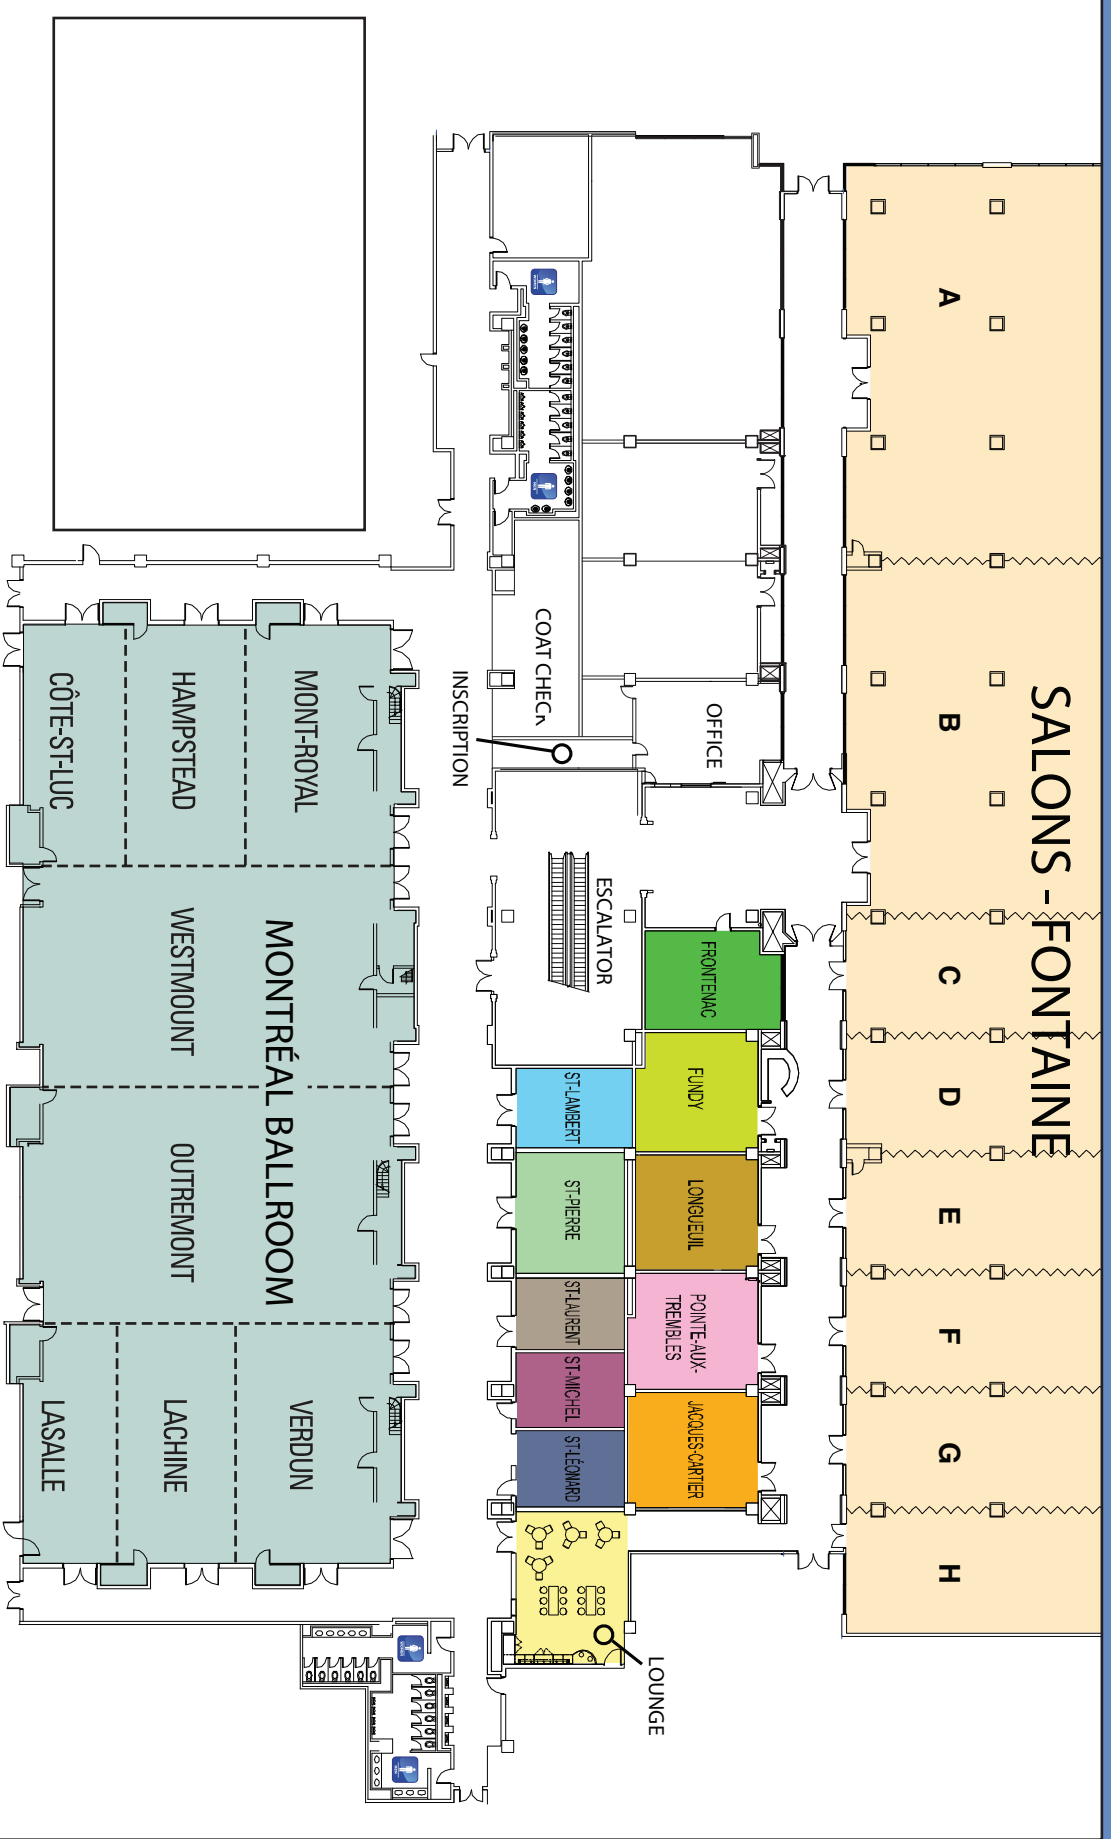 SALONS - FONTAINE
A
B
C
D
E
F
G
H
OFFICE
COAT CHECK
INSCRIPTION
ESCALATOR
FRONTENAC
FUNDY
LONGUEUIL
POINTE-AUX-
TREMBLES
JACQUES-CARTIER
ST-LAMBERT
ST-PIERRE
ST-LAURENT
ST-MICHEL
ST-LÉONARD
LOUNGE
MONTRÉAL BALLROOM
MONT-ROYAL
HAMPSTEAD
CÔTE-ST-LUC
WESTMOUNT
OUTREMONT
VERDUN
LACHINE
LASALLE